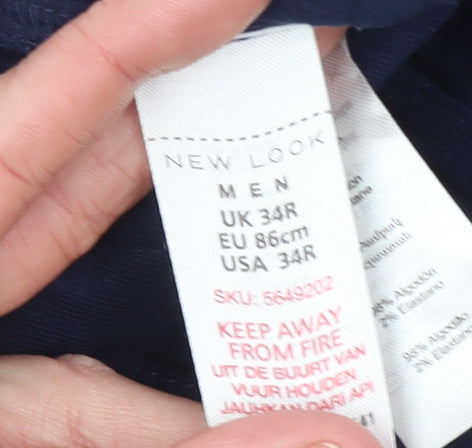 NEW LOOK
MEN
UK 34R
EU 86cm
USA 34R
SKU: 5649202
KEEP AWAY
FROM FIRE
UIT DE BUURT VAN
VUUR HOUDEN
JAUHKAN DARI API
41
98% Algodón
2% Elastano
98% Algodón
2% Elastano